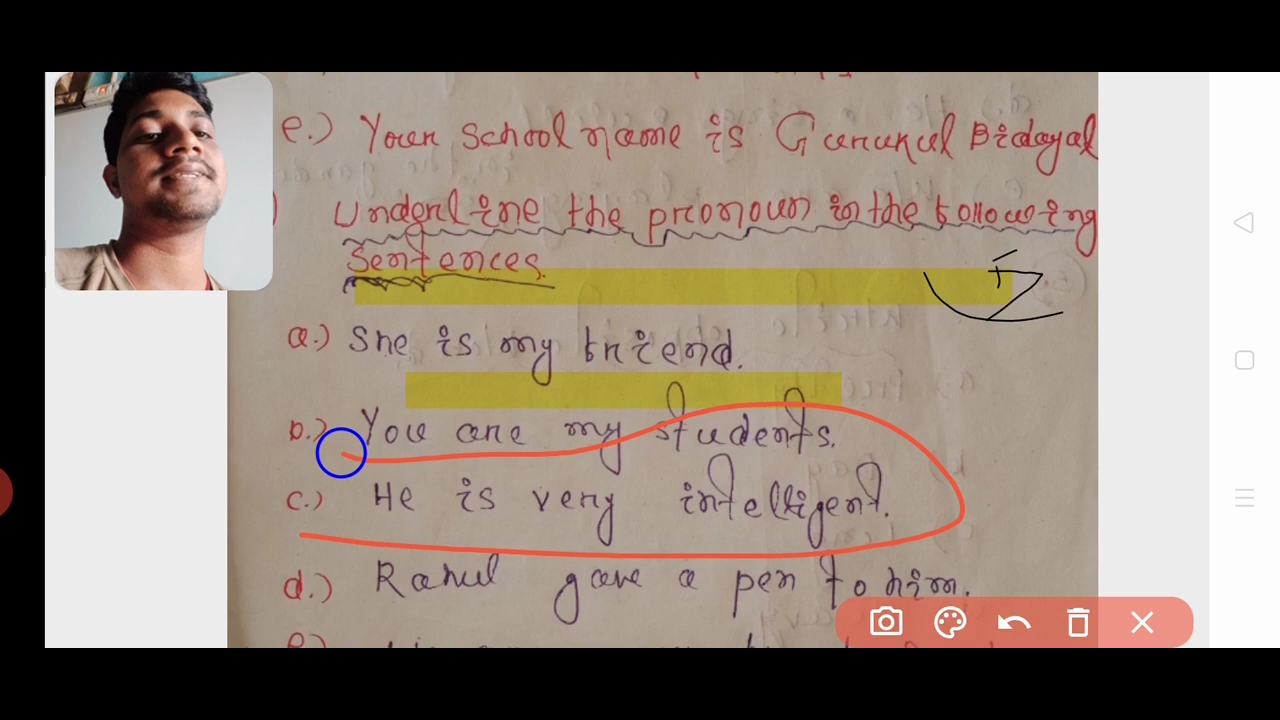 e.) Your School name is Gurukul Bidayal
) Underline the pronoun in the following
Sentences.
a.) She is my friend.
b.) You are my students.
c.) He is very intelligent.
d.) Rahul gave a pen to him.
e)